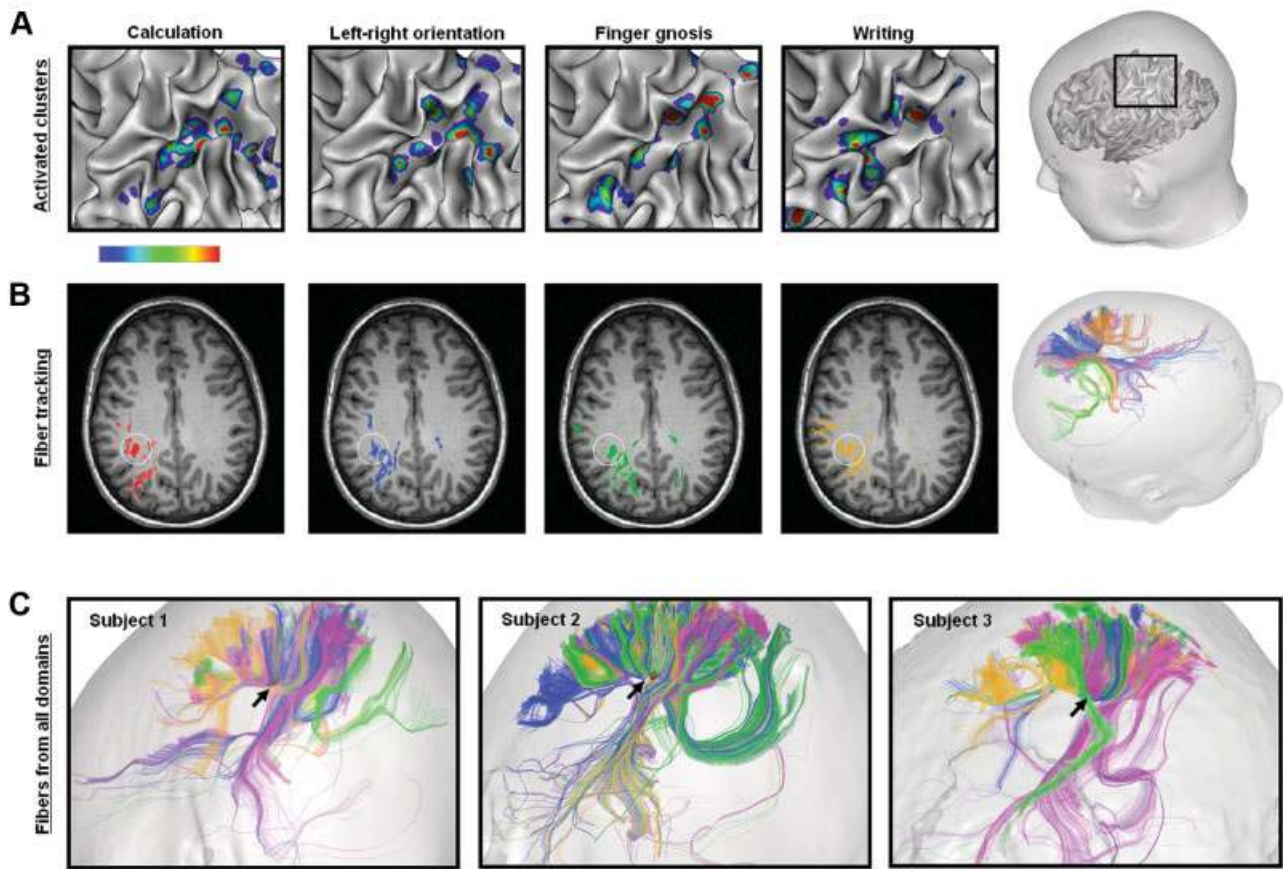 A
Calculation
Left-right orientation
Finger gnosis
Writing
Activated clusters
B
Fiber tracking
C
Fibers from all domains
Subject 1
Subject 2
Subject 3